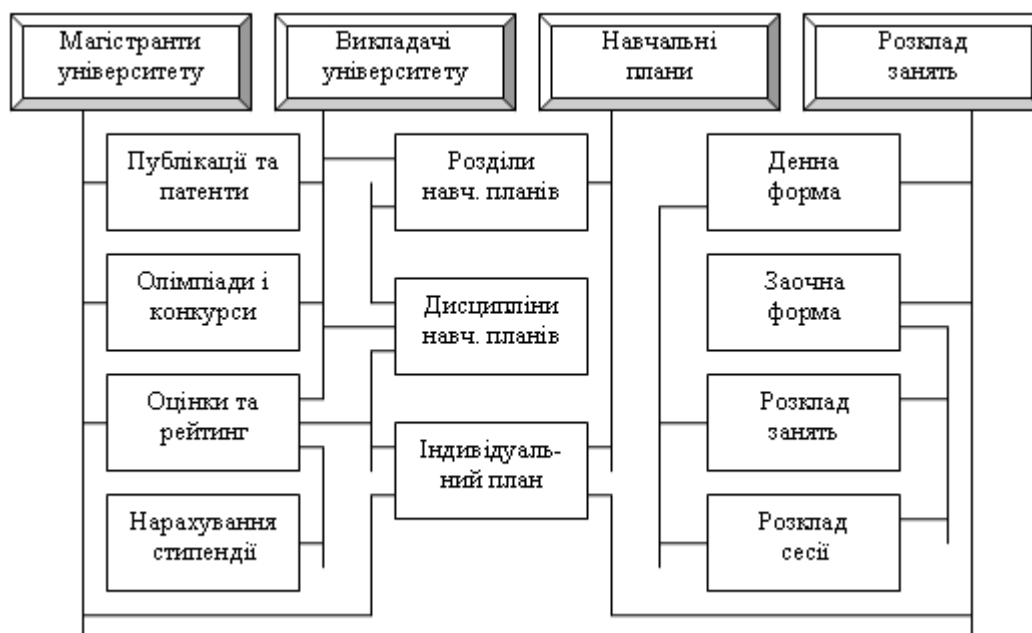 Магістранти
університету
Викладачі
університету
Навчальні
плани
Розклад
занять
Публікації та
патенти
Розділи
навч. планів
Денна
форма
Олімпіади і
конкурси
Дисципліни
навч. планів
Заочна
форма
Оцінки та
рейтинг
Індивідуаль-
ний план
Розклад
занять
Нарахування
стипендії
Розклад
сесії